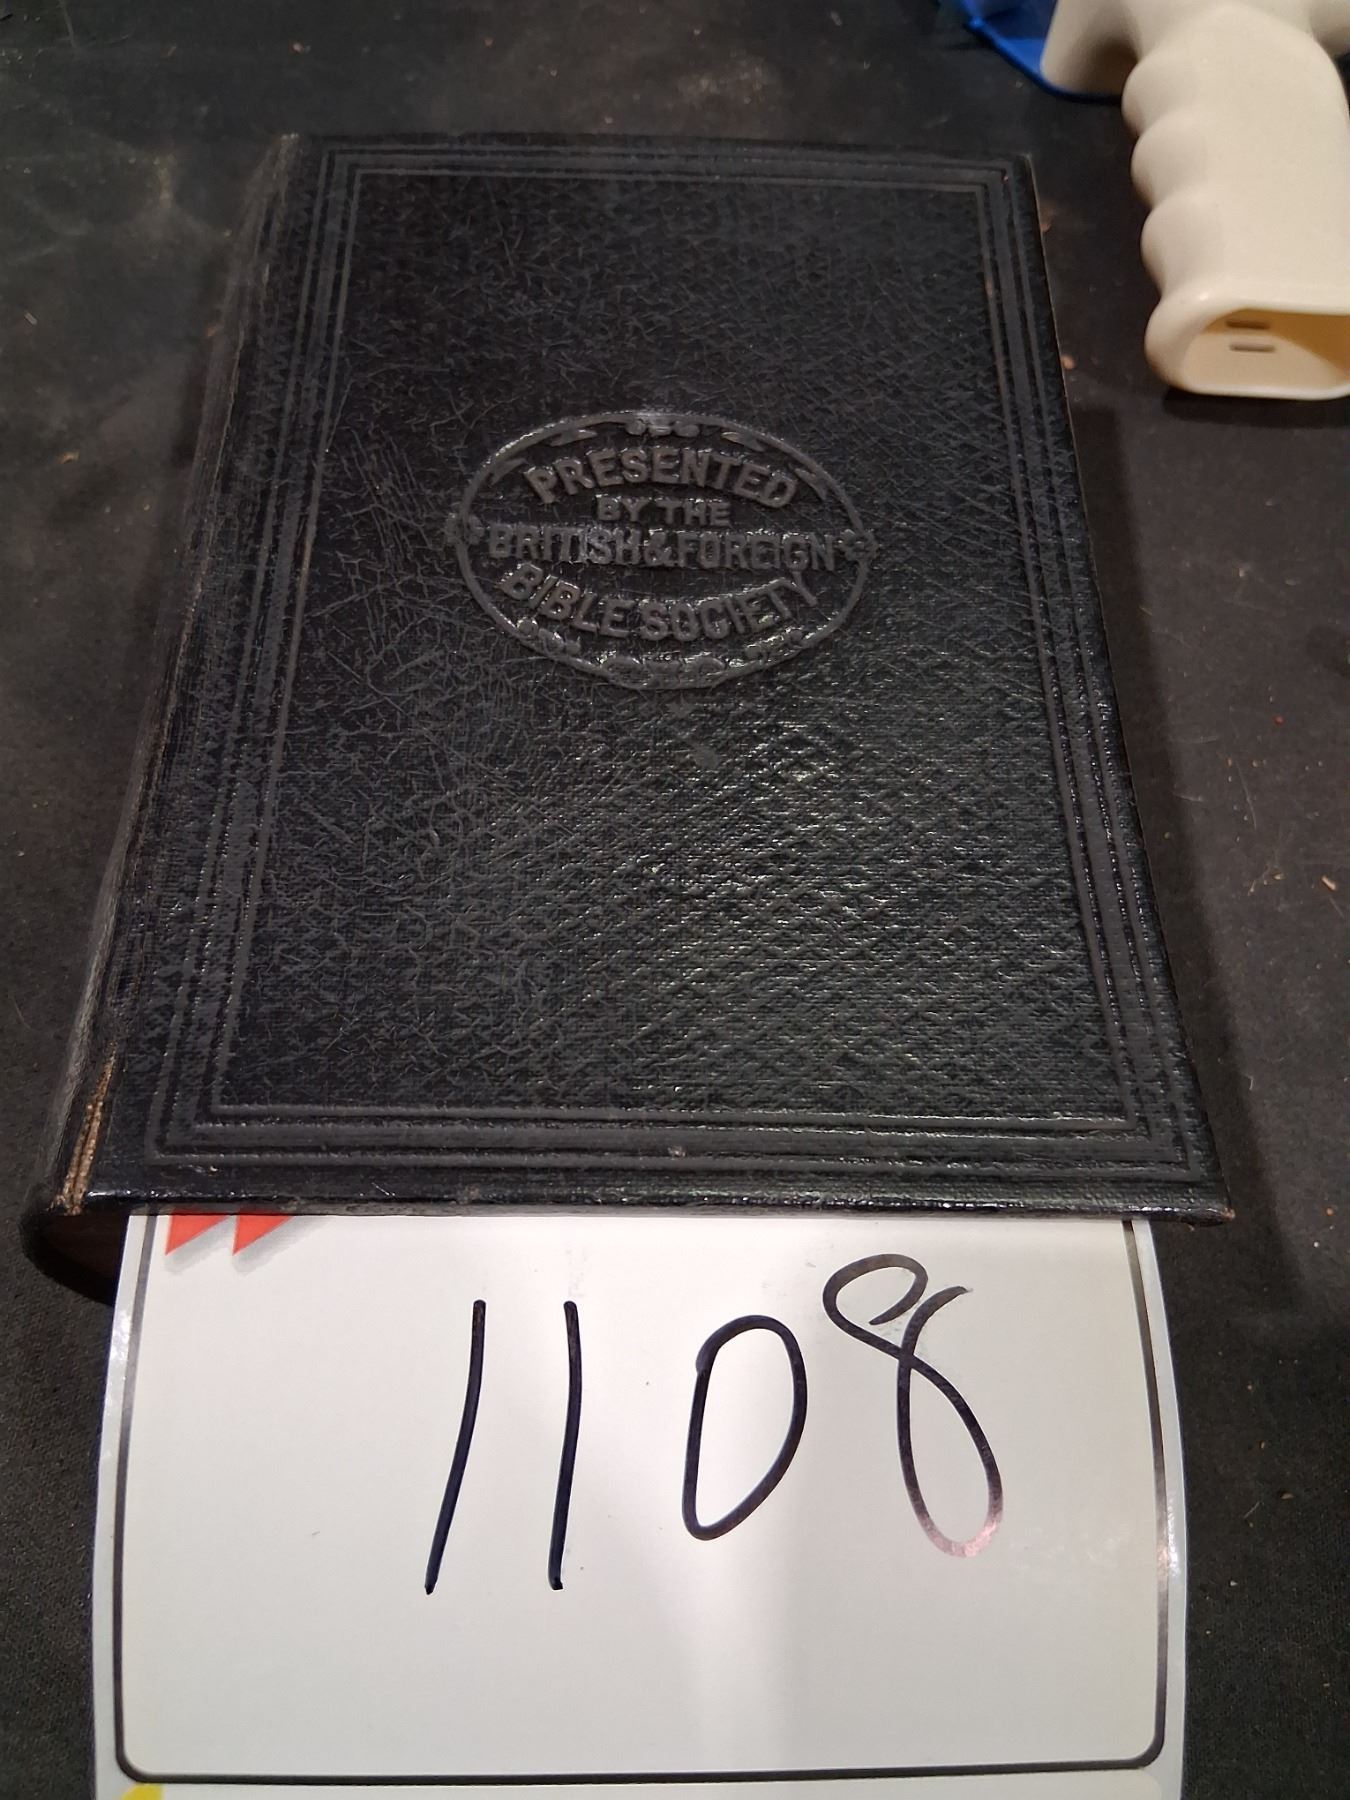 PRESENTED
BY THE
BRITISH & FOREIGN
BIBLE SOCIETY
1108